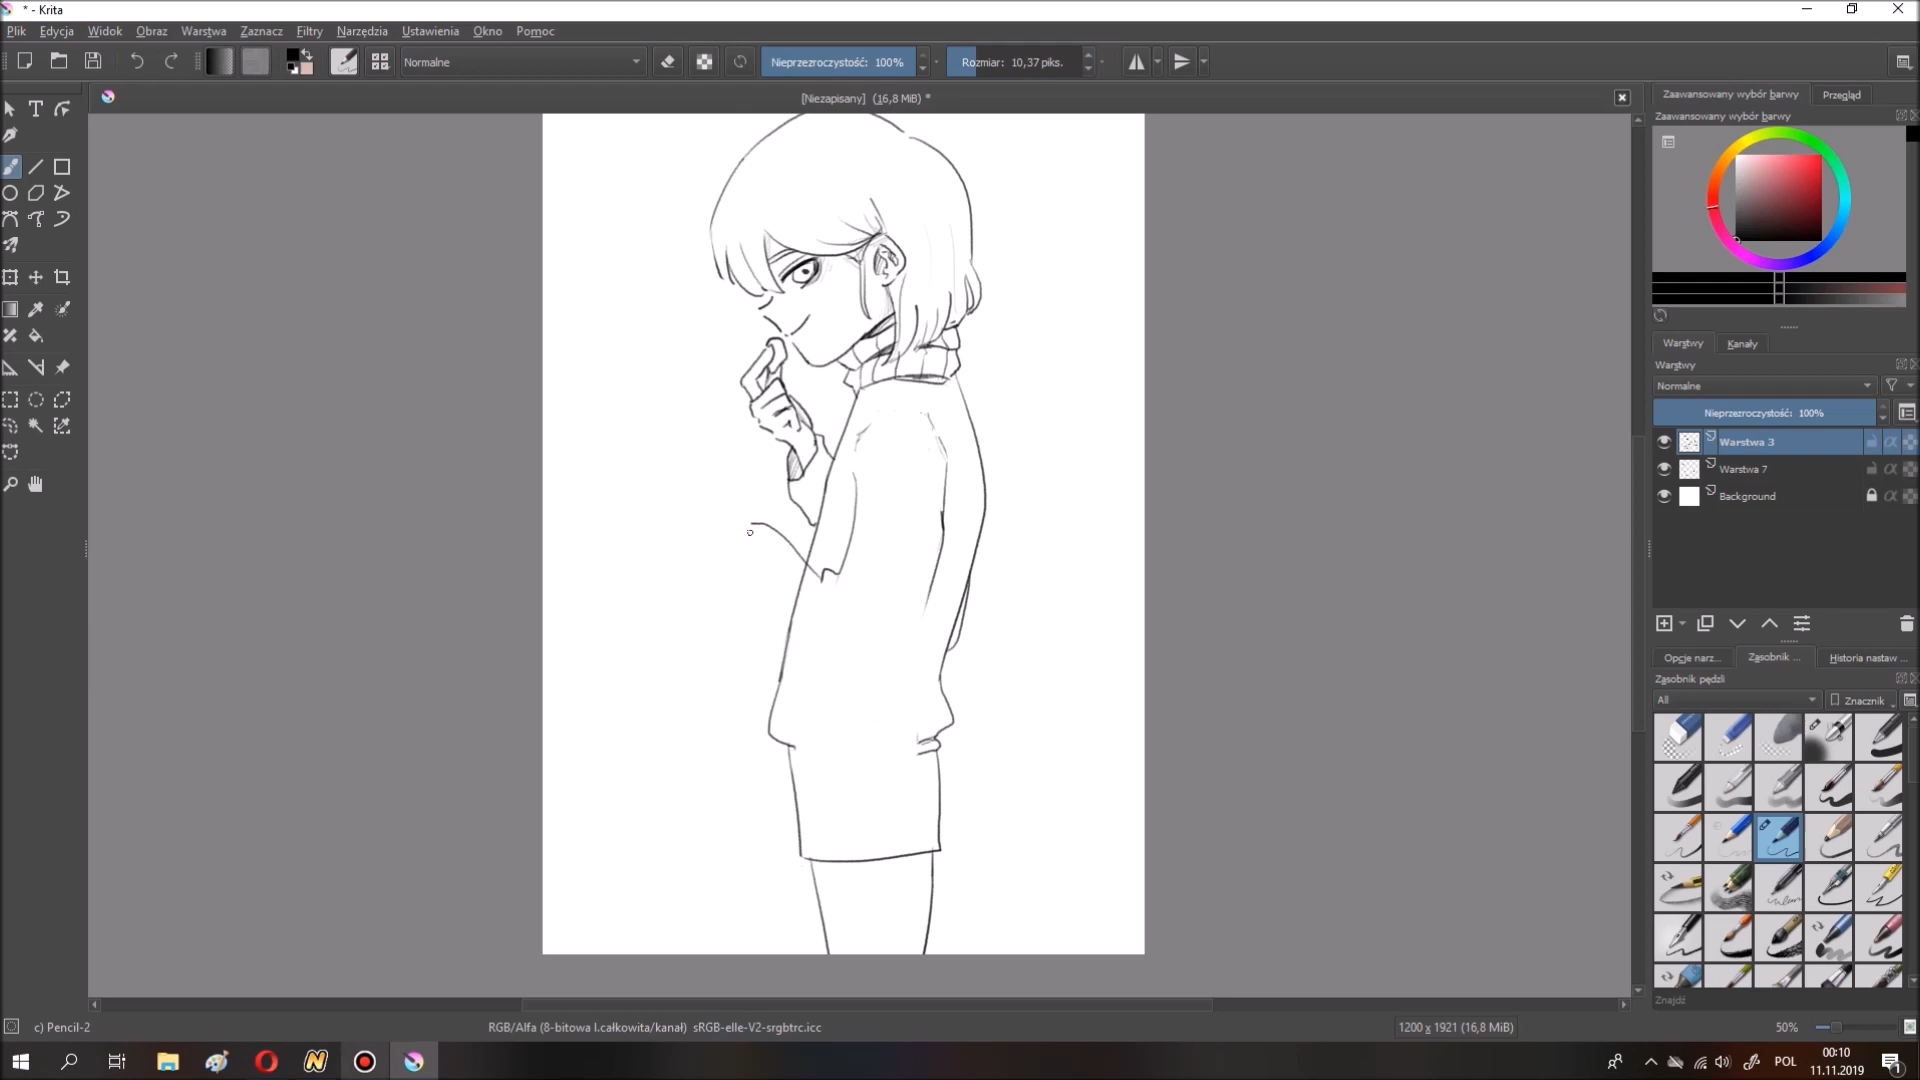 * - Krita
Plik Edycja Widok Obraz Warstwa Zaznacz Filtry Narzędzia Ustawienia Okno Pomoc
Normalne
Nieprzezroczystość: 100%
Rozmiar: 10,37 piks.
[Niezapisany] (16,8 MiB) *
Zaawansowany wybór barwy
Przegląd
Zaawansowany wybór barwy
Warstwy
Kanały
Warstwy
Normalne
Nieprzezroczystość: 100%
Warstwa 3
Warstwa 7
Background
Opcje narz...
Zasobnik ...
Historia nastaw ...
Zasobnik pędzli
All
Znacznik
Znajdź
c) Pencil-2
RGB/Alfa (8-bitowa l.całkowita/kanał) sRGB-elle-V2-srgbtrc.icc
1200 x 1921 (16,8 MiB)
50%
POL
00:10
11.11.2019
1